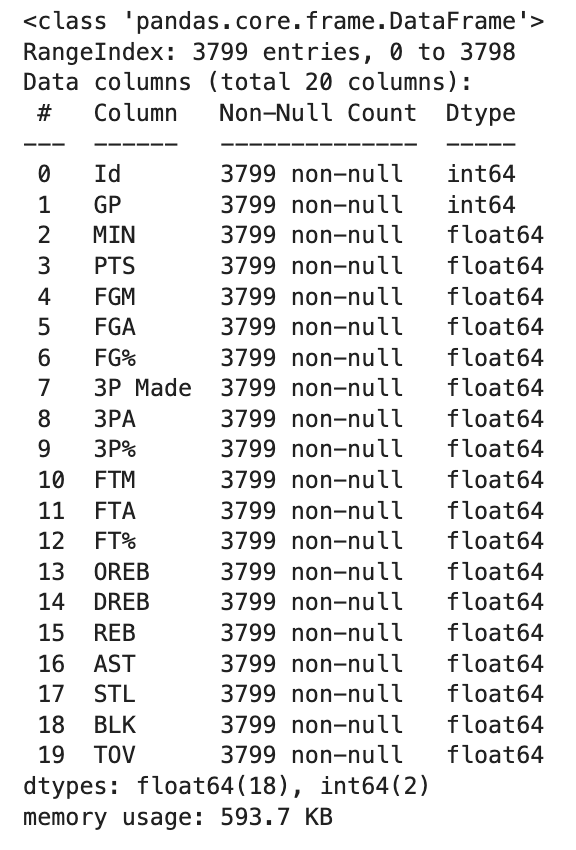 <class 'pandas.core.frame.DataFrame'>
RangeIndex: 3799 entries, 0 to 3798
Data columns (total 20 columns):
 #   Column   Non-Null Count  Dtype
---  ------   --------------  -----
 0   Id       3799 non-null   int64
 1   GP       3799 non-null   int64
 2   MIN      3799 non-null   float64
 3   PTS      3799 non-null   float64
 4   FGM      3799 non-null   float64
 5   FGA      3799 non-null   float64
 6   FG%      3799 non-null   float64
 7   3P Made  3799 non-null   float64
 8   3PA      3799 non-null   float64
 9   3P%      3799 non-null   float64
 10  FTM      3799 non-null   float64
 11  FTA      3799 non-null   float64
 12  FT%      3799 non-null   float64
 13  OREB     3799 non-null   float64
 14  DREB     3799 non-null   float64
 15  REB      3799 non-null   float64
 16  AST      3799 non-null   float64
 17  STL      3799 non-null   float64
 18  BLK      3799 non-null   float64
 19  TOV      3799 non-null   float64
dtypes: float64(18), int64(2)
memory usage: 593.7 KB